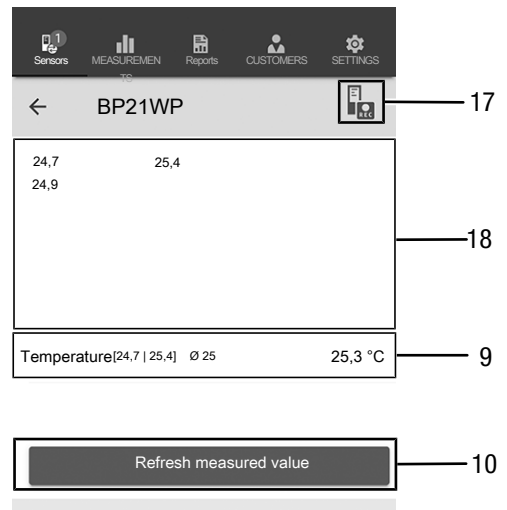 1
Sensors MEASUREMEN Reports CUSTOMERS SETTINGS
TS
BP21WP
REC
17
24,7 25,4
24,9
18
Temperature[24,7 | 25,4] Ø 25 25,3 °C
9
Refresh measured value
10